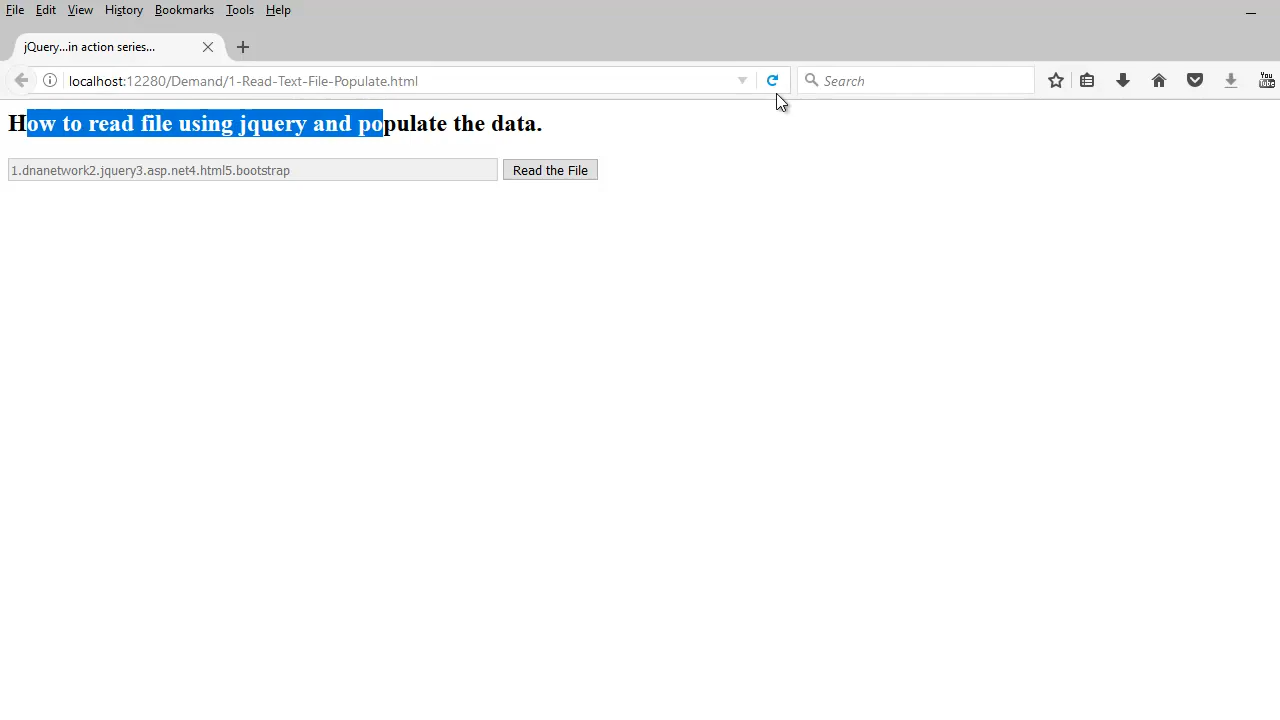 File Edit View History Bookmarks Tools Help
jQuery...in action series...
localhost:12280/Demand/1-Read-Text-File-Populate.html
Search
You Tube
How to read file using jquery and populate the data.
1.dnanetwork2.jquery3.asp.net4.html5.bootstrap
Read the File